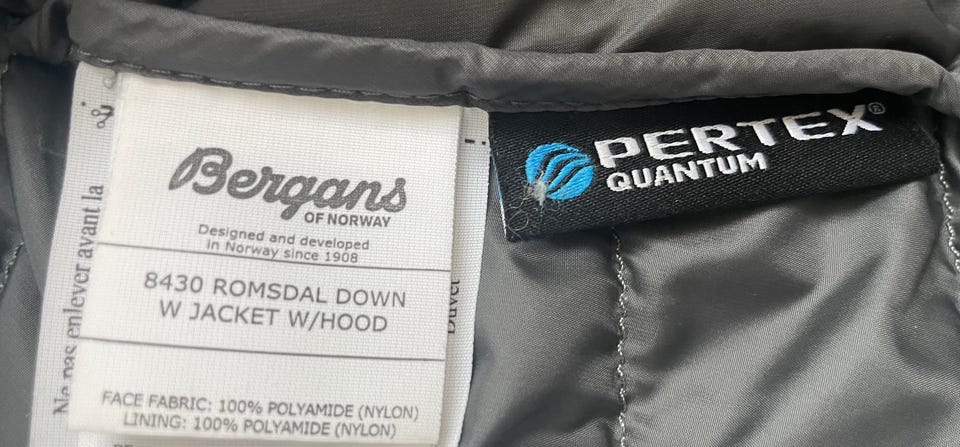 Bergans
OF NORWAY
Designed and developed
in Norway since 1908
8430 ROMSDAL DOWN
W JACKET W/HOOD
FACE FABRIC: 100% POLYAMIDE (NYLON)
LINING: 100% POLYAMIDE (NYLON)
Ne pas enlever avant la
Duvet
PERTEX®
QUANTUM